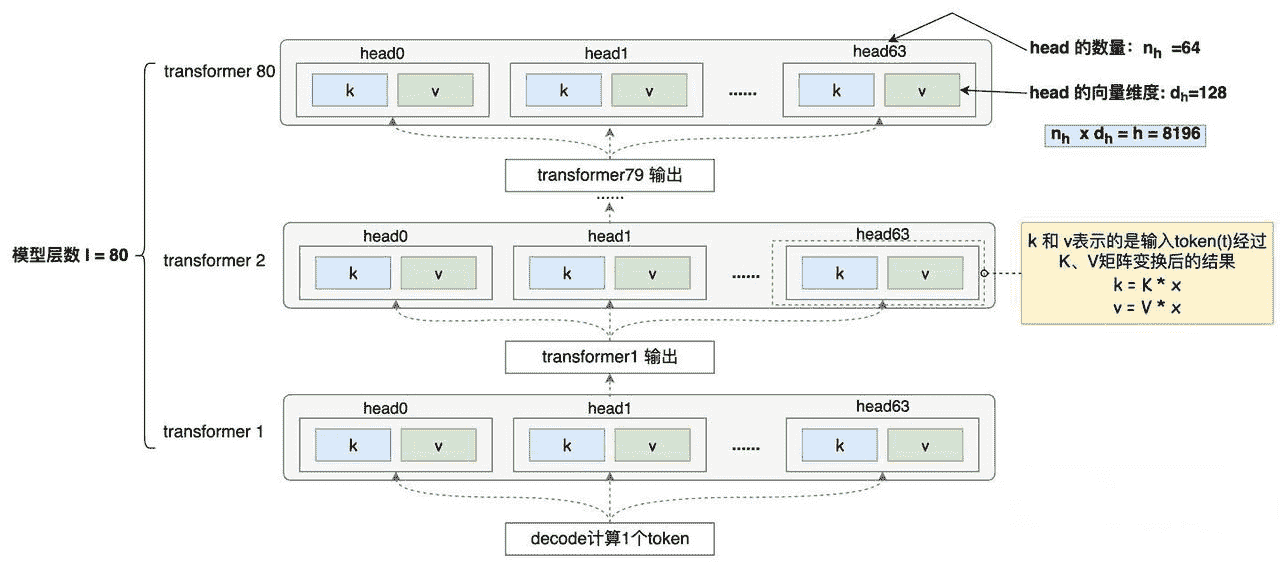 head0 head1 head63
head 的数量：nh =64
transformer 80
k v k v ...... k v
head 的向量维度: dh=128
nh x dh = h = 8196
transformer79 输出
......
模型层数 l = 80
head0 head1 head63
transformer 2
k v k v ...... k v
k 和 v表示的是输入token(t)经过
K、V矩阵变换后的结果
k = K * x
v = V * x
transformer1 输出
head0 head1 head63
transformer 1
k v k v ...... k v
decode计算1个token